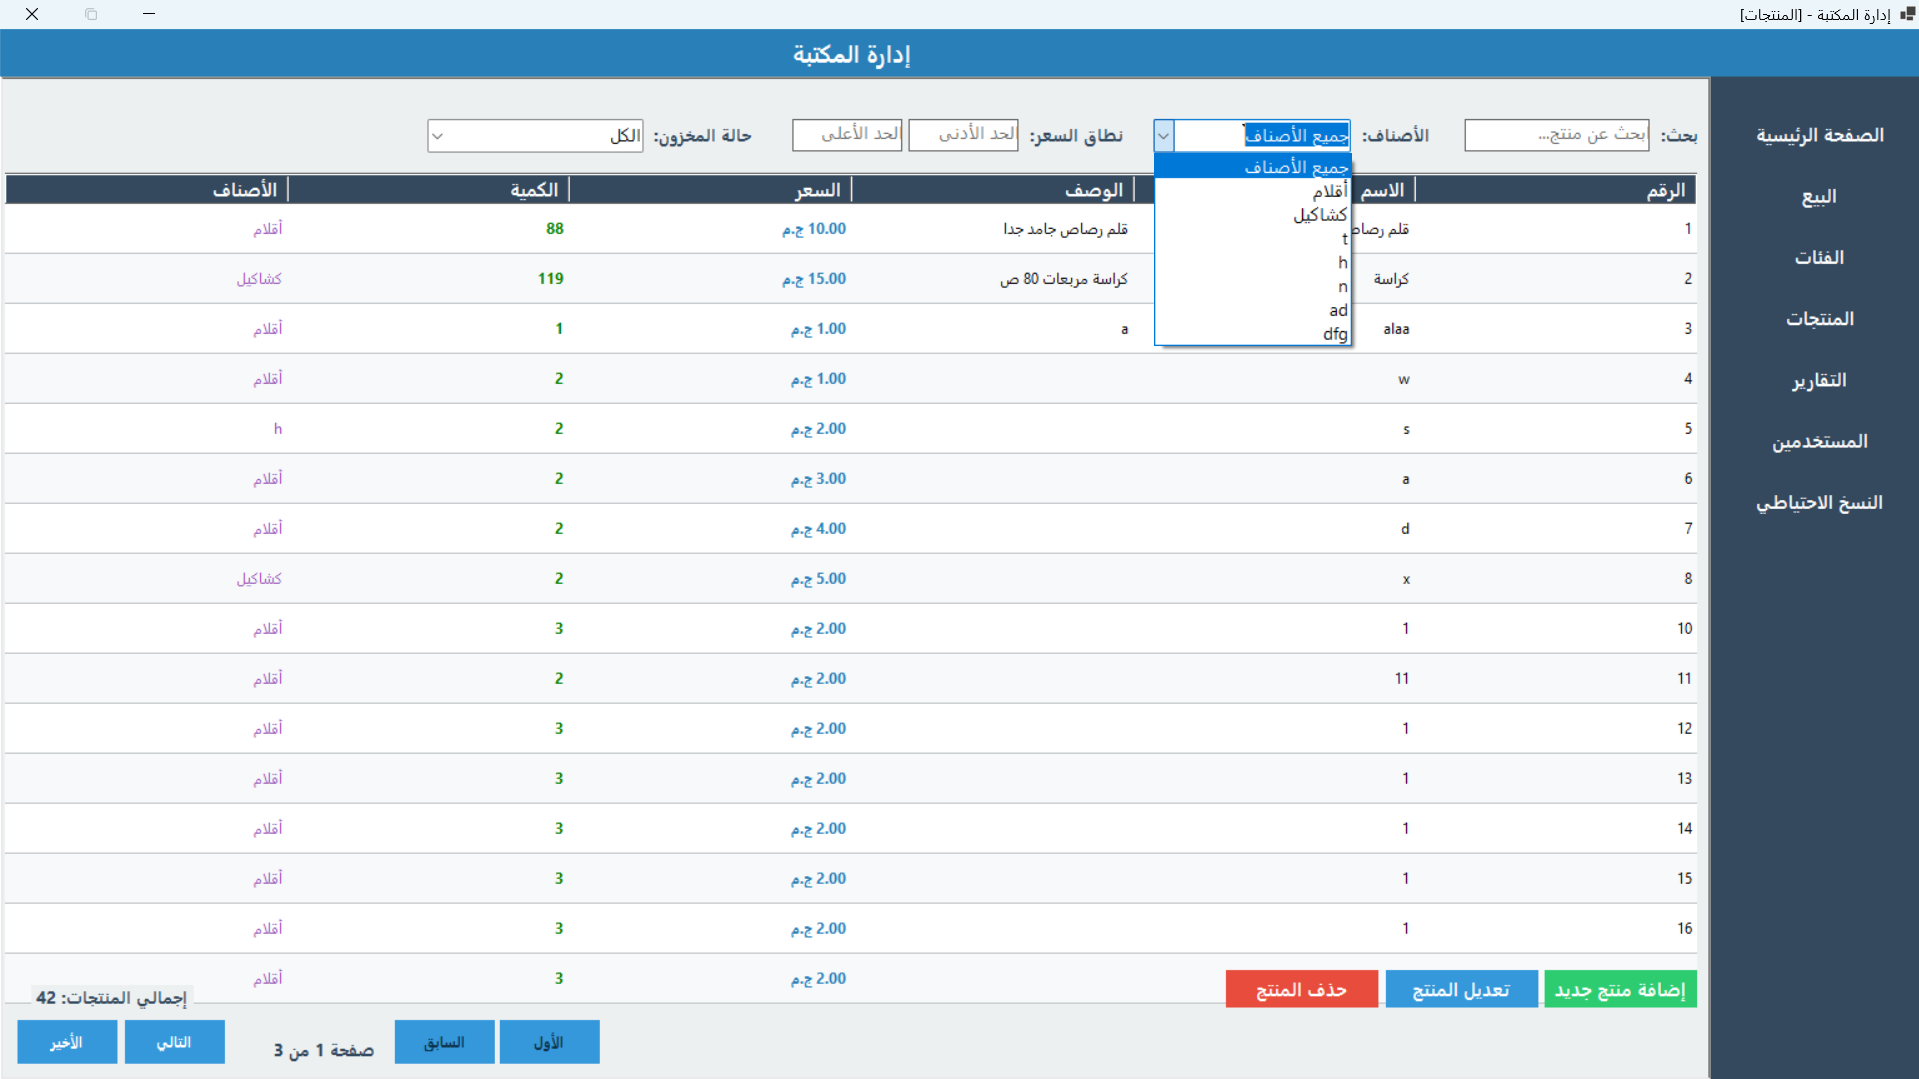 إدارة المكتبة - [المنتجات]
إدارة المكتبة
الصفحة الرئيسية
البيع
الفئات
المنتجات
التقارير
المستخدمين
النسخ الاحتياطي
بحث: ابحث عن منتج... الأصناف: جميع الأصناف نطاق السعر: الحد الأدنى الحد الأعلى حالة المخزون: الكل
جميع الأصناف
أقلام
كشاكيل
t
h
n
ad
dfg
الرقم الاسم الوصف السعر الكمية الأصناف
1 قلم رصاص قلم رصاص جامد جدا 10.00 ج.م 88 أقلام
2 كراسة كراسة مربعات 80 ص 15.00 ج.م 119 كشاكيل
3 alaa a 1.00 ج.م 1 أقلام
4 w 1.00 ج.م 2 أقلام
5 s 2.00 ج.م 2 h
6 a 3.00 ج.م 2 أقلام
7 d 4.00 ج.م 2 أقلام
8 x 5.00 ج.م 2 كشاكيل
10 1 2.00 ج.م 3 أقلام
11 11 2.00 ج.م 2 أقلام
12 1 2.00 ج.م 3 أقلام
13 1 2.00 ج.م 3 أقلام
14 1 2.00 ج.م 3 أقلام
15 1 2.00 ج.م 3 أقلام
16 1 2.00 ج.م 3 أقلام
2.00 ج.م 3 أقلام
إضافة منتج جديد تعديل المنتج حذف المنتج إجمالي المنتجات: 42
الأول السابق صفحة 1 من 3 التالي الأخير